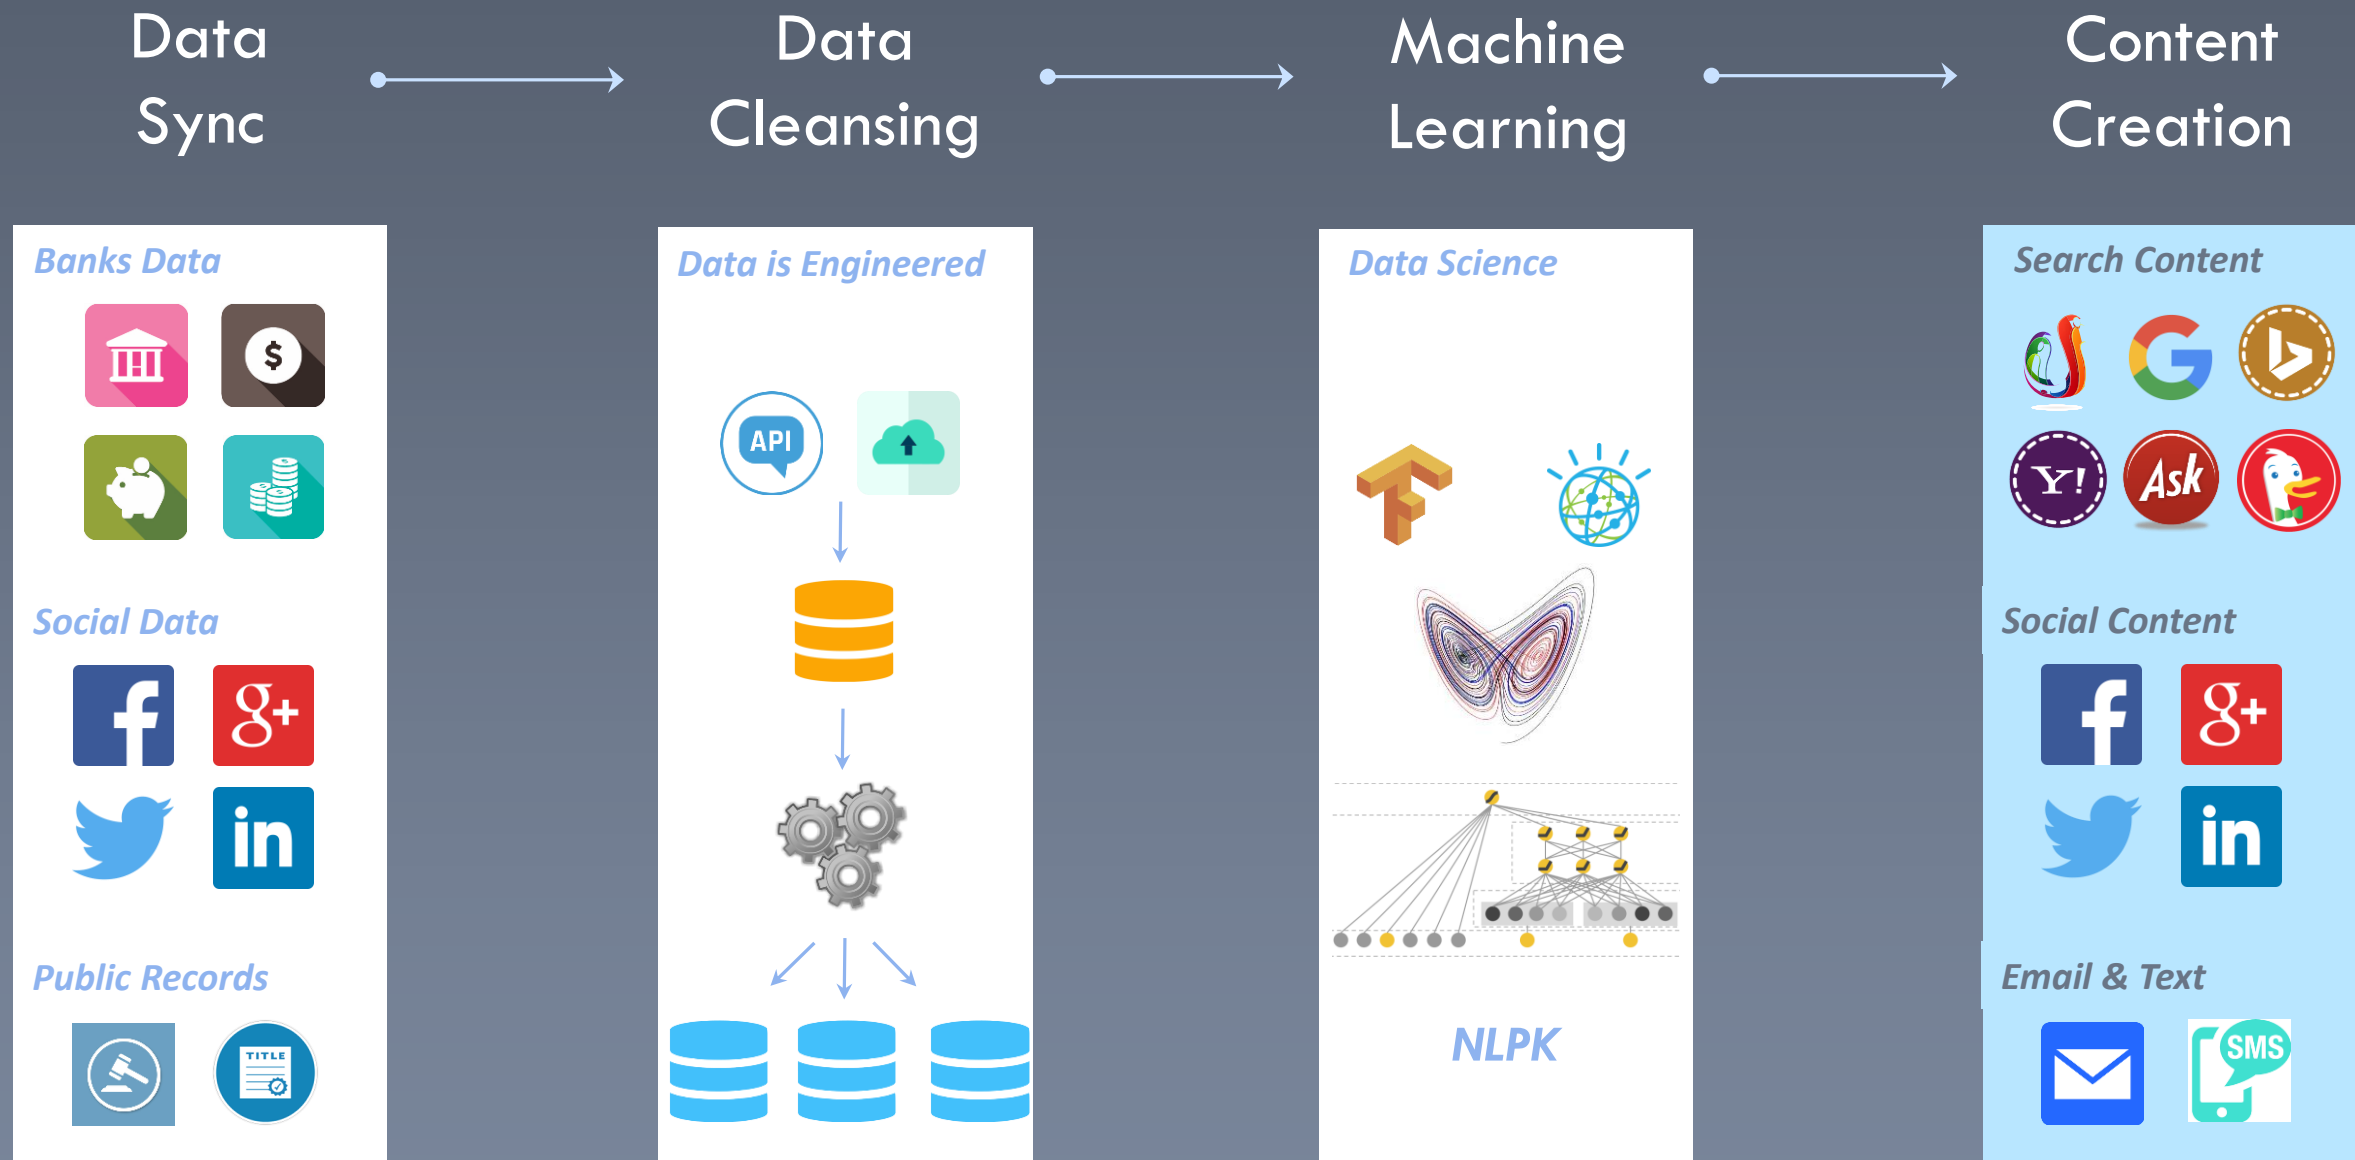 Data
Sync
Data
Cleansing
Machine
Learning
Content
Creation
Banks Data
$
Social Data
f
g+
in
Public Records
TITLE
Data is Engineered
API
Data Science
NLPK
Search Content
G
b
Y!
Ask
Social Content
f
g+
in
Email & Text
SMS